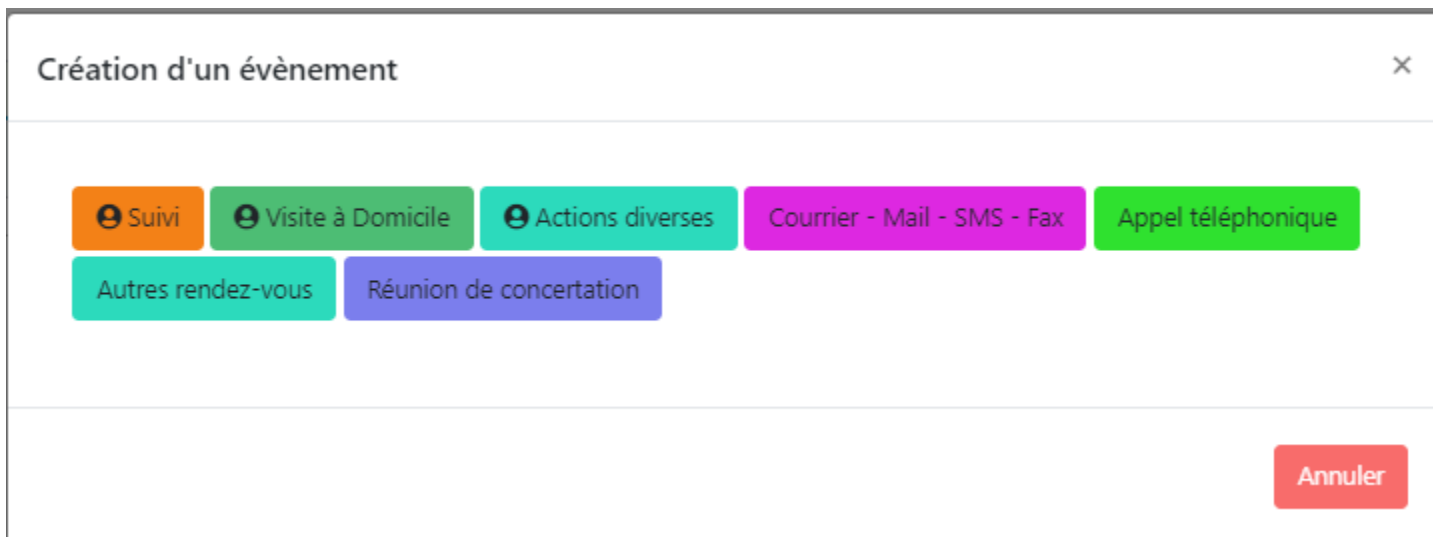 Création d'un évènement ×
Suivi Visite à Domicile Actions diverses Courrier - Mail - SMS - Fax Appel téléphonique
Autres rendez-vous Réunion de concertation
Annuler